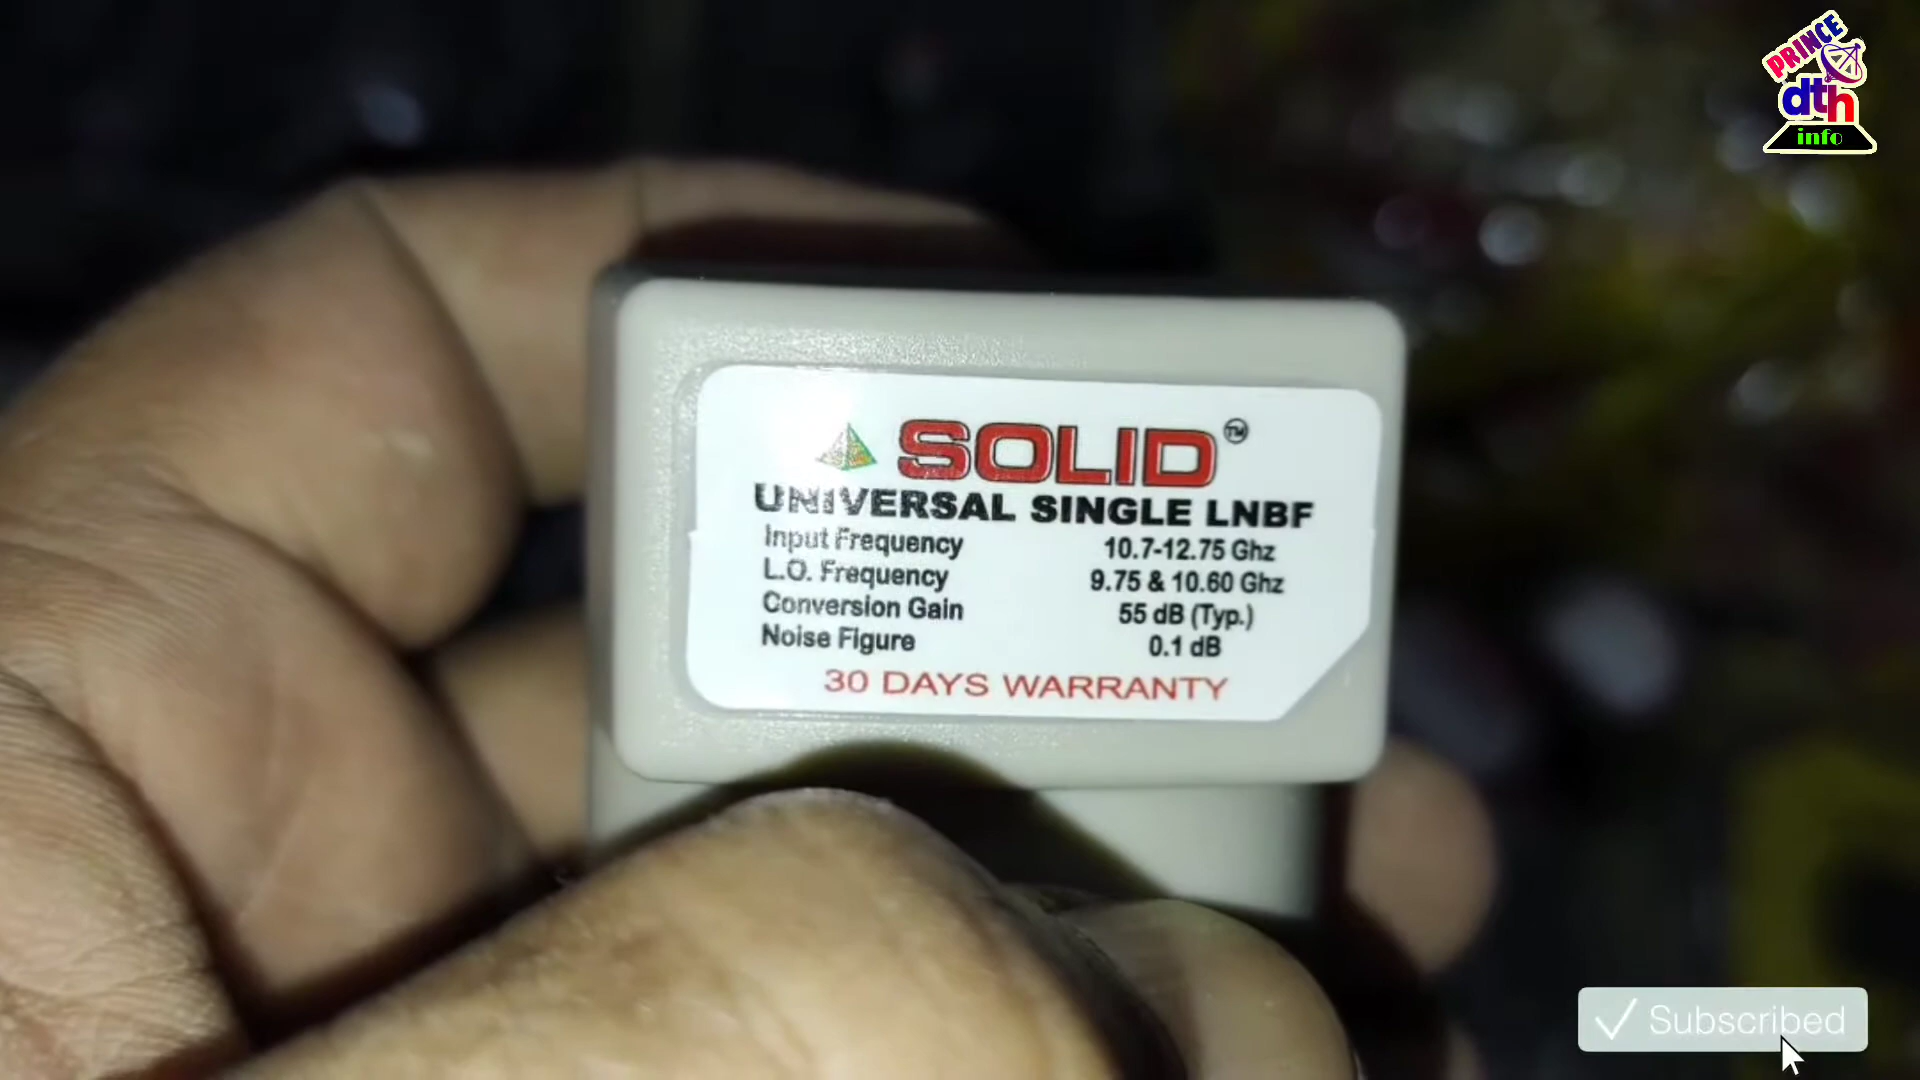 PRINCE
dth
info
SOLID™
UNIVERSAL SINGLE LNBF
Input Frequency 10.7-12.75 Ghz
L.O. Frequency 9.75 & 10.60 Ghz
Conversion Gain 55 dB (Typ.)
Noise Figure 0.1 dB
30 DAYS WARRANTY
Subscribed